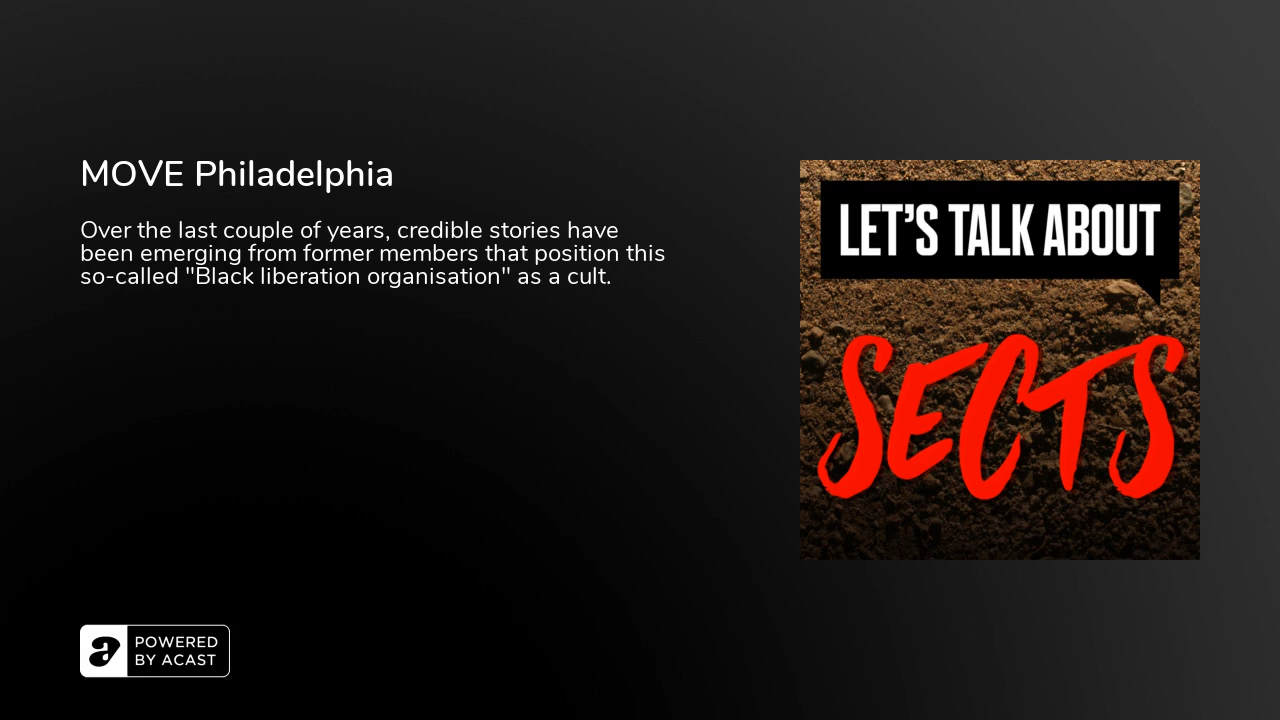 MOVE Philadelphia
Over the last couple of years, credible stories have
been emerging from former members that position this
so-called "Black liberation organisation" as a cult.
LET'S TALK ABOUT
SECTS
a
POWERED
BY ACAST